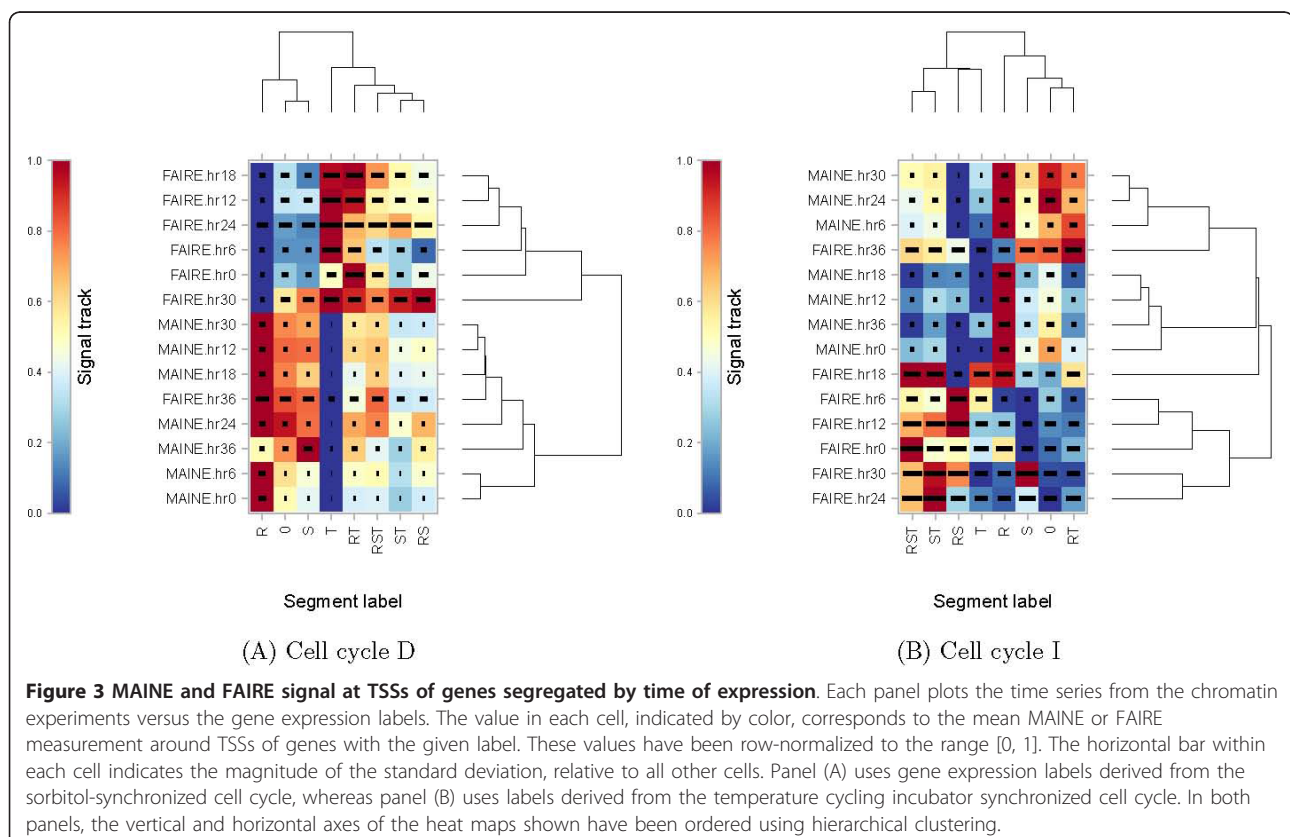 1.0
0.8
0.6
0.4
0.2
0.0
Signal track
FAIRE.hr18
FAIRE.hr12
FAIRE.hr24
FAIRE.hr6
FAIRE.hr0
FAIRE.hr30
MAINE.hr30
MAINE.hr12
MAINE.hr18
FAIRE.hr36
MAINE.hr24
MAINE.hr36
MAINE.hr6
MAINE.hr0
R 0 S T RT RST ST RS
Segment label
(A) Cell cycle D
1.0
0.8
0.6
0.4
0.2
0.0
Signal track
MAINE.hr30
MAINE.hr24
MAINE.hr6
FAIRE.hr36
MAINE.hr18
MAINE.hr12
MAINE.hr36
MAINE.hr0
FAIRE.hr18
FAIRE.hr6
FAIRE.hr12
FAIRE.hr0
FAIRE.hr30
FAIRE.hr24
RST ST RS T R S 0 RT
Segment label
(B) Cell cycle I
Figure 3 MAINE and FAIRE signal at TSSs of genes segregated by time of expression. Each panel plots the time series from the chromatin
experiments versus the gene expression labels. The value in each cell, indicated by color, corresponds to the mean MAINE or FAIRE
measurement around TSSs of genes with the given label. These values have been row-normalized to the range [0, 1]. The horizontal bar within
each cell indicates the magnitude of the standard deviation, relative to all other cells. Panel (A) uses gene expression labels derived from the
sorbitol-synchronized cell cycle, whereas panel (B) uses labels derived from the temperature cycling incubator synchronized cell cycle. In both
panels, the vertical and horizontal axes of the heat maps shown have been ordered using hierarchical clustering.